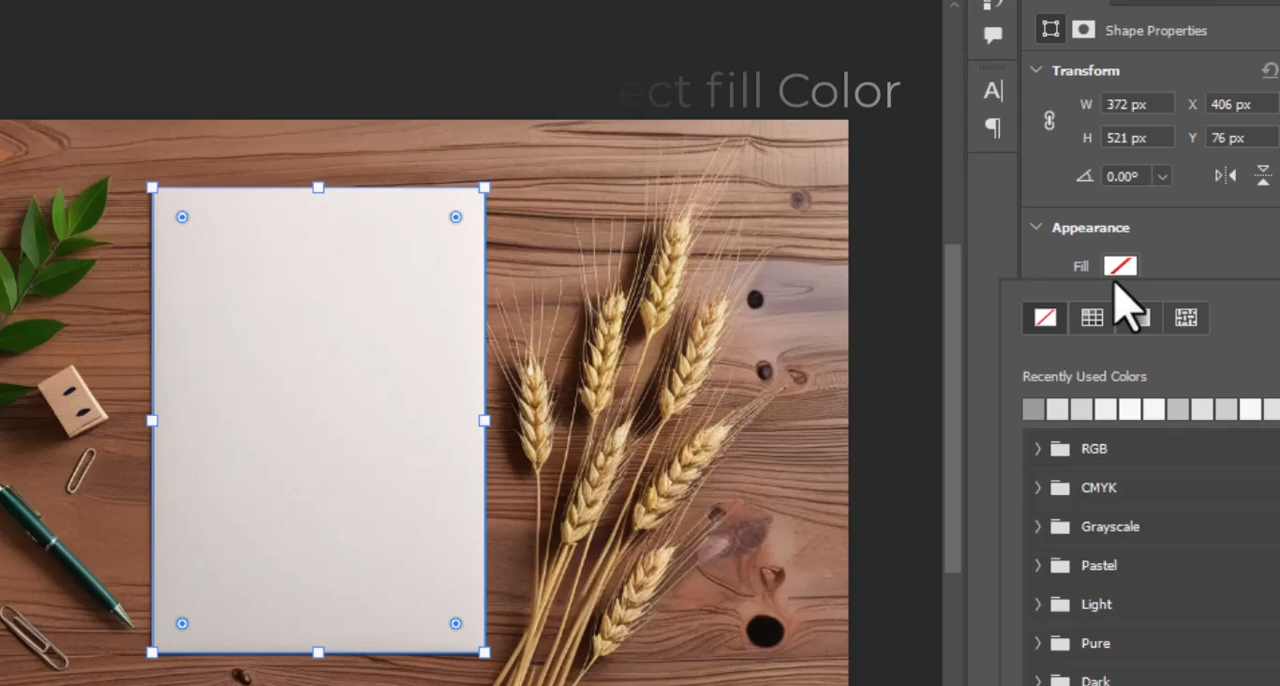 Shape Properties
ect fill Color
Transform
W 372 px X 406 px
H 521 px Y 76 px
0.00°
Appearance
Fill
Recently Used Colors
RGB
CMYK
Grayscale
Pastel
Light
Pure
Dark